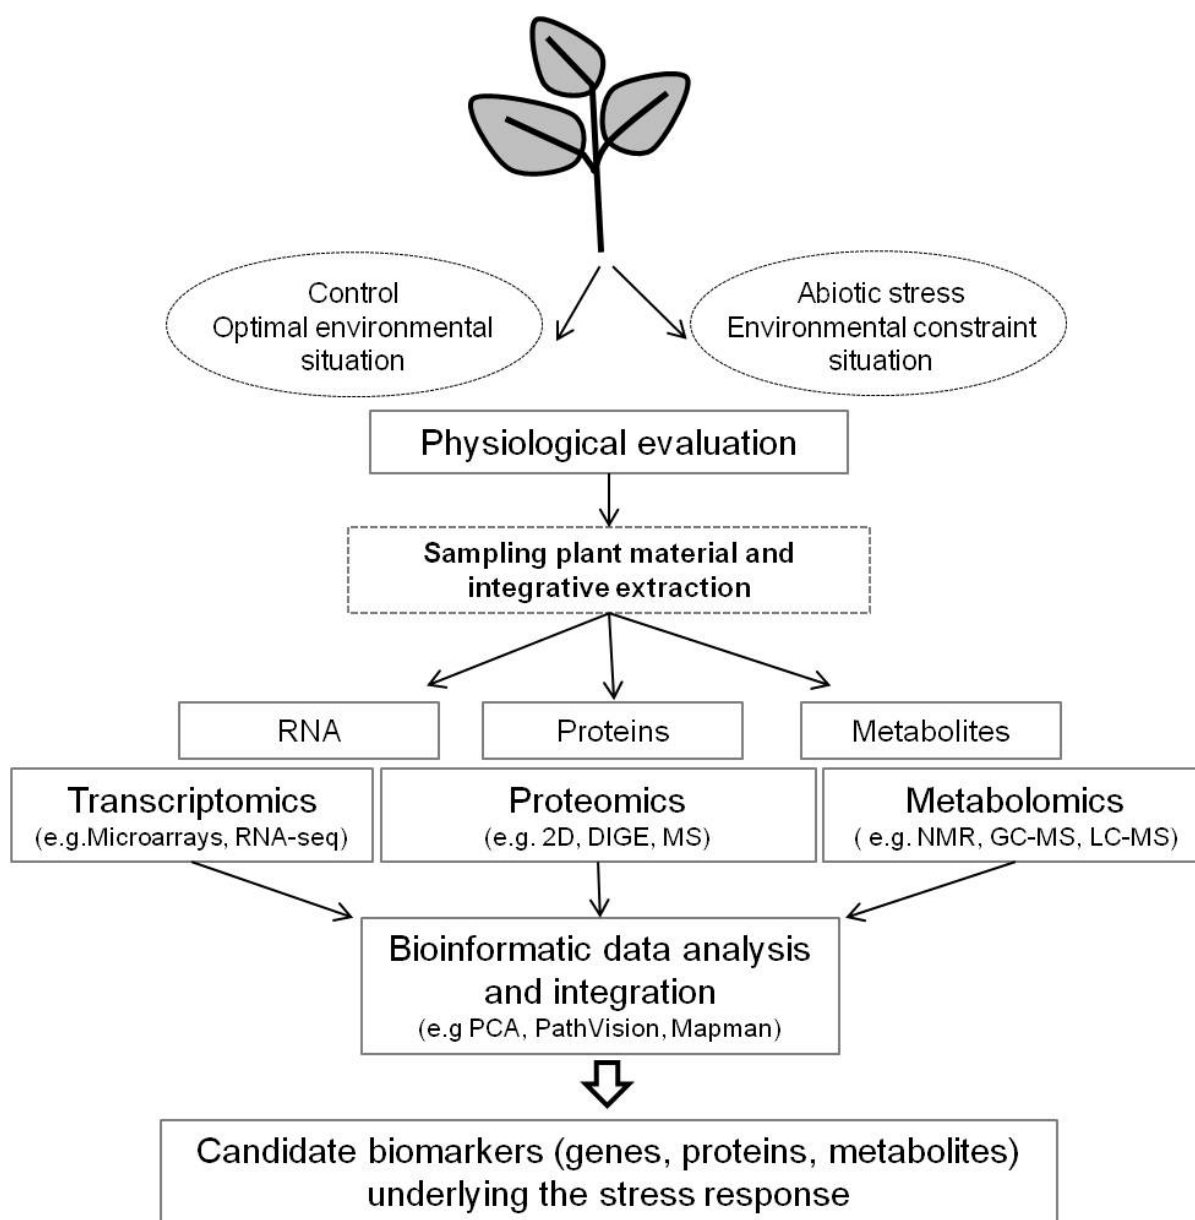 Control
Optimal environmental
situation
Abiotic stress
Environmental constraint
situation
Physiological evaluation
Sampling plant material and
integrative extraction
RNA
Proteins
Metabolites
Transcriptomics
(e.g.Microarrays, RNA-seq)
Proteomics
(e.g. 2D, DIGE, MS)
Metabolomics
( e.g. NMR, GC-MS, LC-MS)
Bioinformatic data analysis
and integration
(e.g PCA, PathVision, Mapman)
Candidate biomarkers (genes, proteins, metabolites)
underlying the stress response